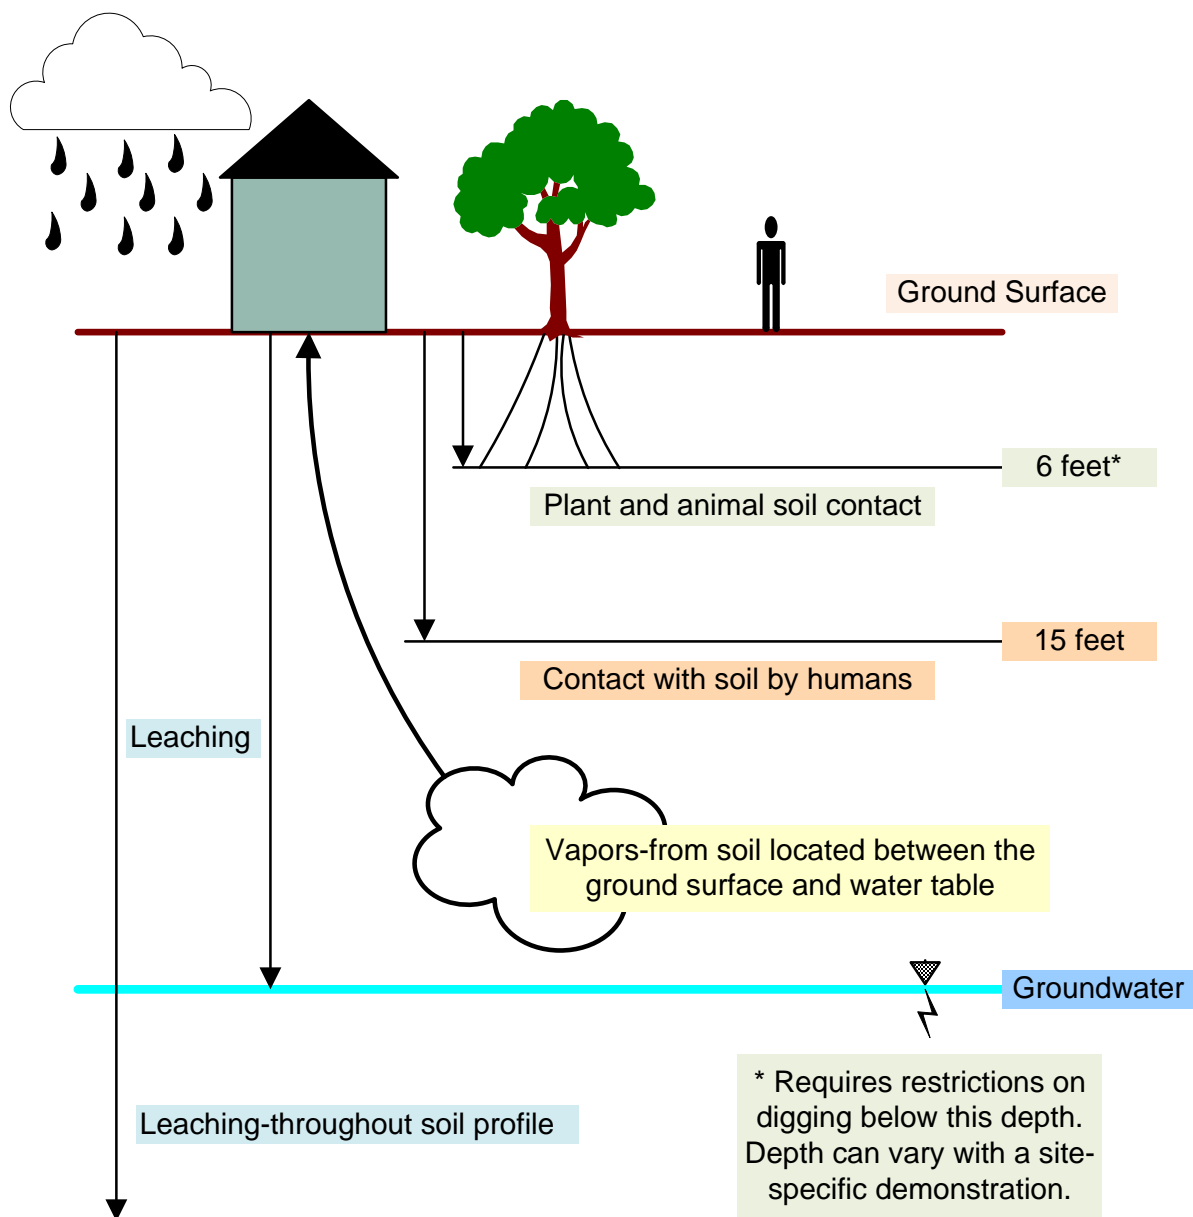 Ground Surface
6 feet*
Plant and animal soil contact
15 feet
Contact with soil by humans
Leaching
Vapors-from soil located between the
ground surface and water table
Groundwater
* Requires restrictions on
digging below this depth.
Depth can vary with a site-
specific demonstration.
Leaching-throughout soil profile